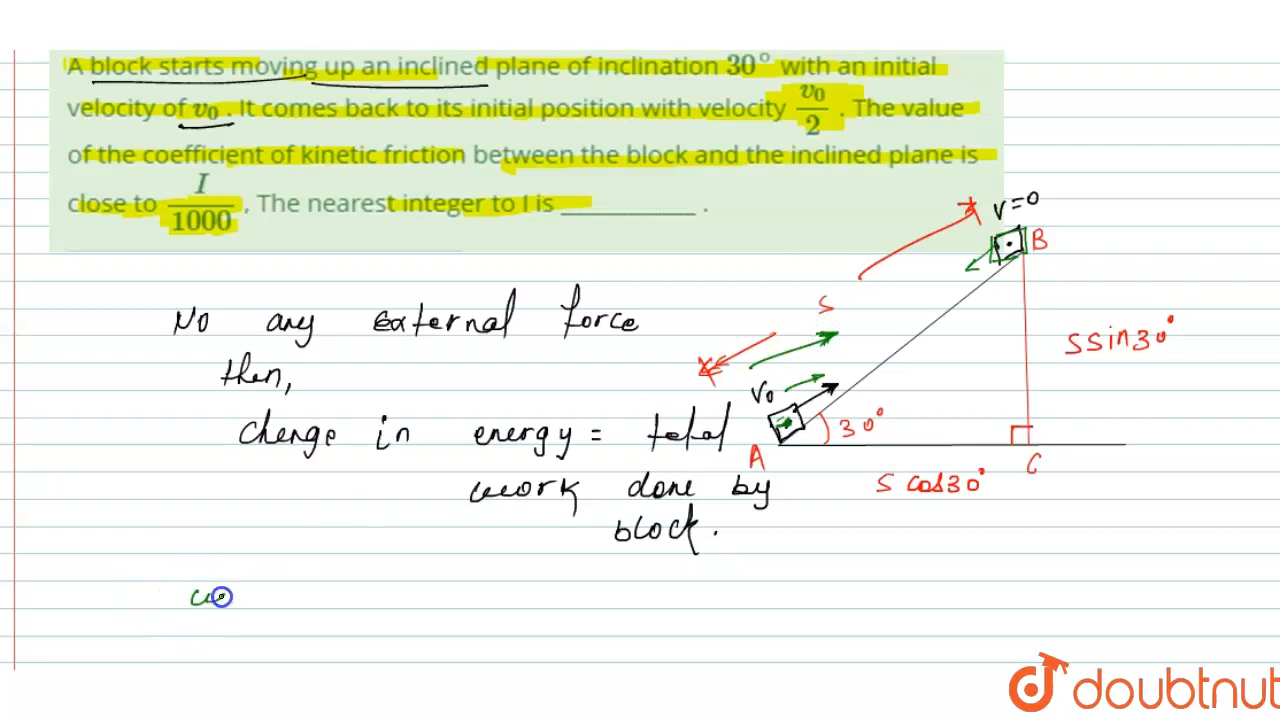 A block starts moving up an inclined plane of inclination 30° with an initial
velocity of v₀ . It comes back to its initial position with velocity v₀/2 . The value
of the coefficient of kinetic friction between the block and the inclined plane is
close to I/1000 , The nearest integer to I is __________ .
V=0
B
No any external force
S
S sin30°
then,
V₀
change in energy = total
30°
A
C
work done by
S cos30°
block.
doubtnut